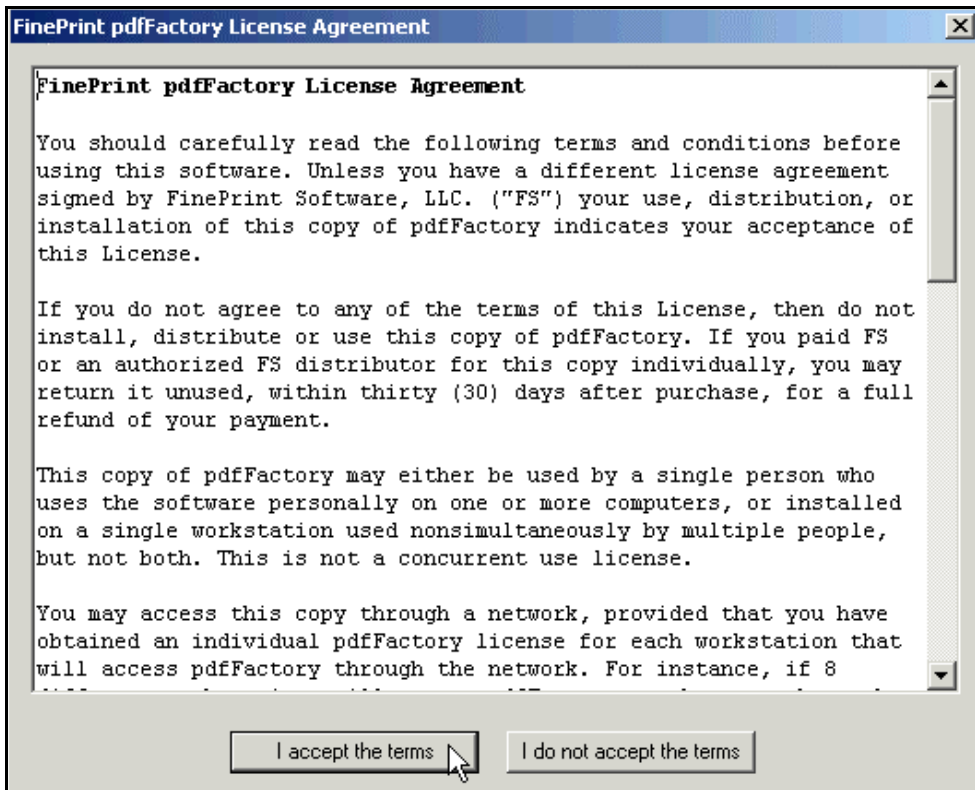 FinePrint pdfFactory License Agreement
FinePrint pdfFactory License Agreement
You should carefully read the following terms and conditions before
using this software. Unless you have a different license agreement
signed by FinePrint Software, LLC. ("FS") your use, distribution, or
installation of this copy of pdfFactory indicates your acceptance of
this License.
If you do not agree to any of the terms of this License, then do not
install, distribute or use this copy of pdfFactory. If you paid FS
or an authorized FS distributor for this copy individually, you may
return it unused, within thirty (30) days after purchase, for a full
refund of your payment.
This copy of pdfFactory may either be used by a single person who
uses the software personally on one or more computers, or installed
on a single workstation used nonsimultaneously by multiple people,
but not both. This is not a concurrent use license.
You may access this copy through a network, provided that you have
obtained an individual pdfFactory license for each workstation that
will access pdfFactory through the network. For instance, if 8
I accept the terms
I do not accept the terms